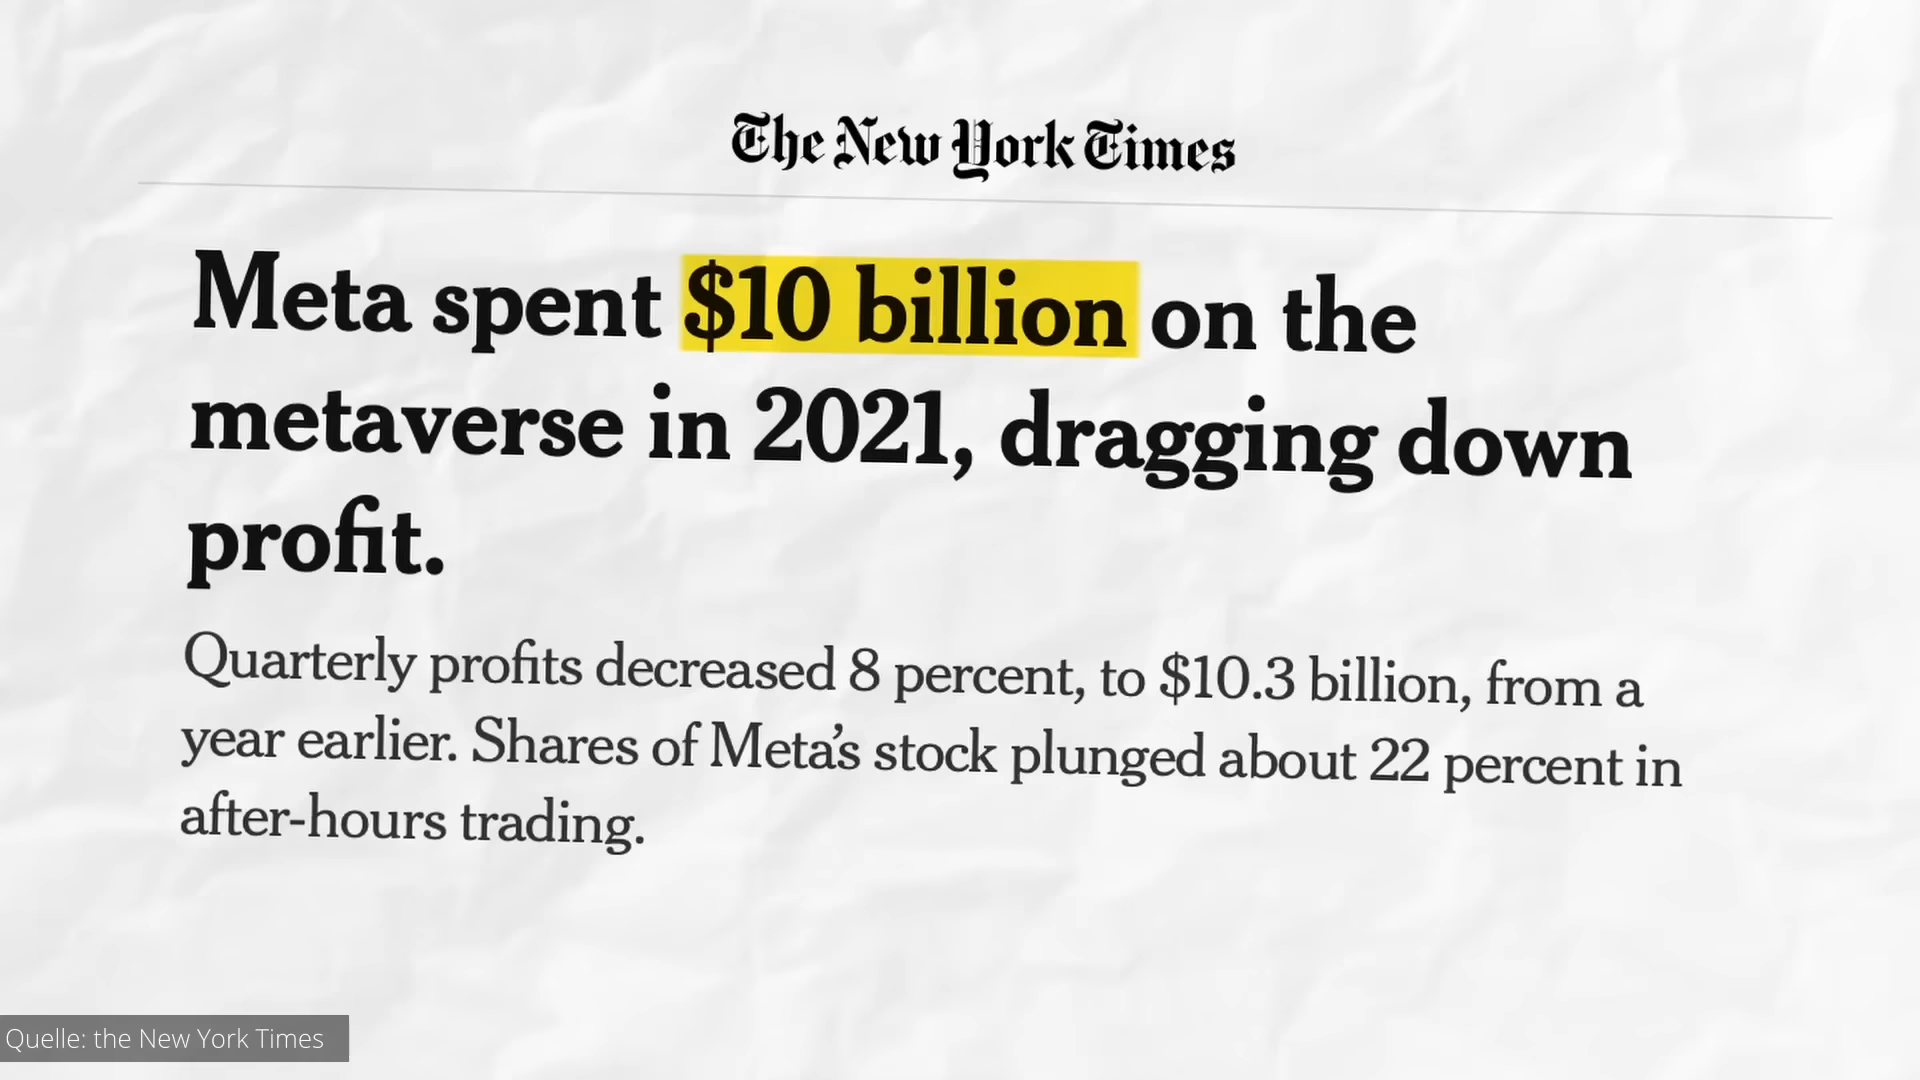 The New York Times
Meta spent $10 billion on the
metaverse in 2021, dragging down
profit.
Quarterly profits decreased 8 percent, to $10.3 billion, from a
year earlier. Shares of Meta’s stock plunged about 22 percent in
after-hours trading.
Quelle: the New York Times